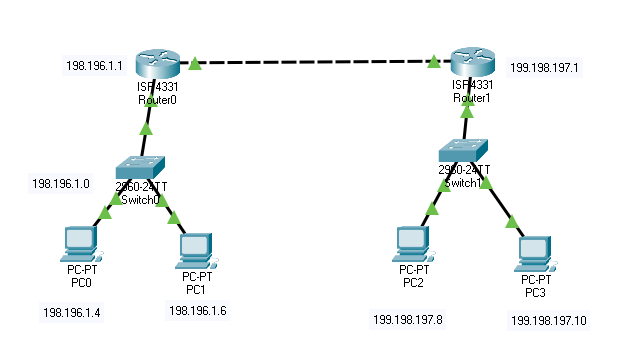 198.196.1.1
ISR4331
Router0
ISR4331
Router1
199.198.197.1
2960-24TT
Switch0
2960-24TT
Switch1
198.196.1.0
PC-PT
PC0
PC-PT
PC1
PC-PT
PC2
PC-PT
PC3
198.196.1.4
198.196.1.6
199.198.197.8
199.198.197.10